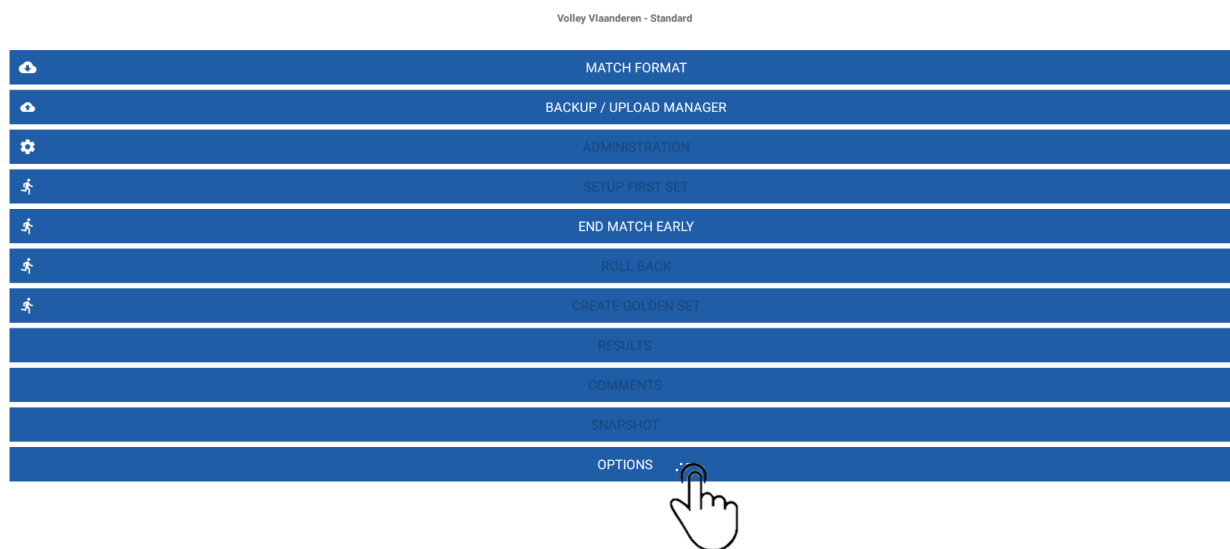 Volley Vlaanderen - Standard
MATCH FORMAT
BACKUP / UPLOAD MANAGER
ADMINISTRATION
SETUP FIRST SET
END MATCH EARLY
ROLL BACK
CREATE GOLDEN SET
RESULTS
COMMENTS
SNAPSHOT
OPTIONS